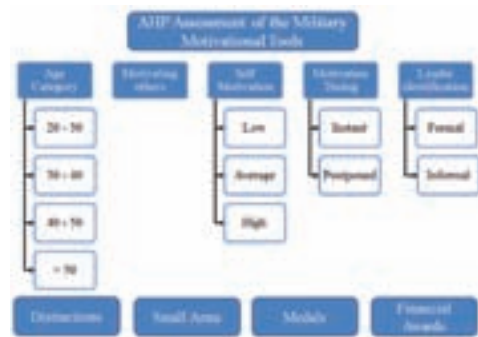 AHP Assessment of the Military
Motivational Tools
Age
Category
Motivating
others
Self
Motivation
Motivation
Timing
Leader
identification
20 - 30
30 - 40
40 - 50
> 50
Low
Average
High
Instant
Postponed
Formal
Informal
Distinctions
Small Arms
Medals
Financial
Awards